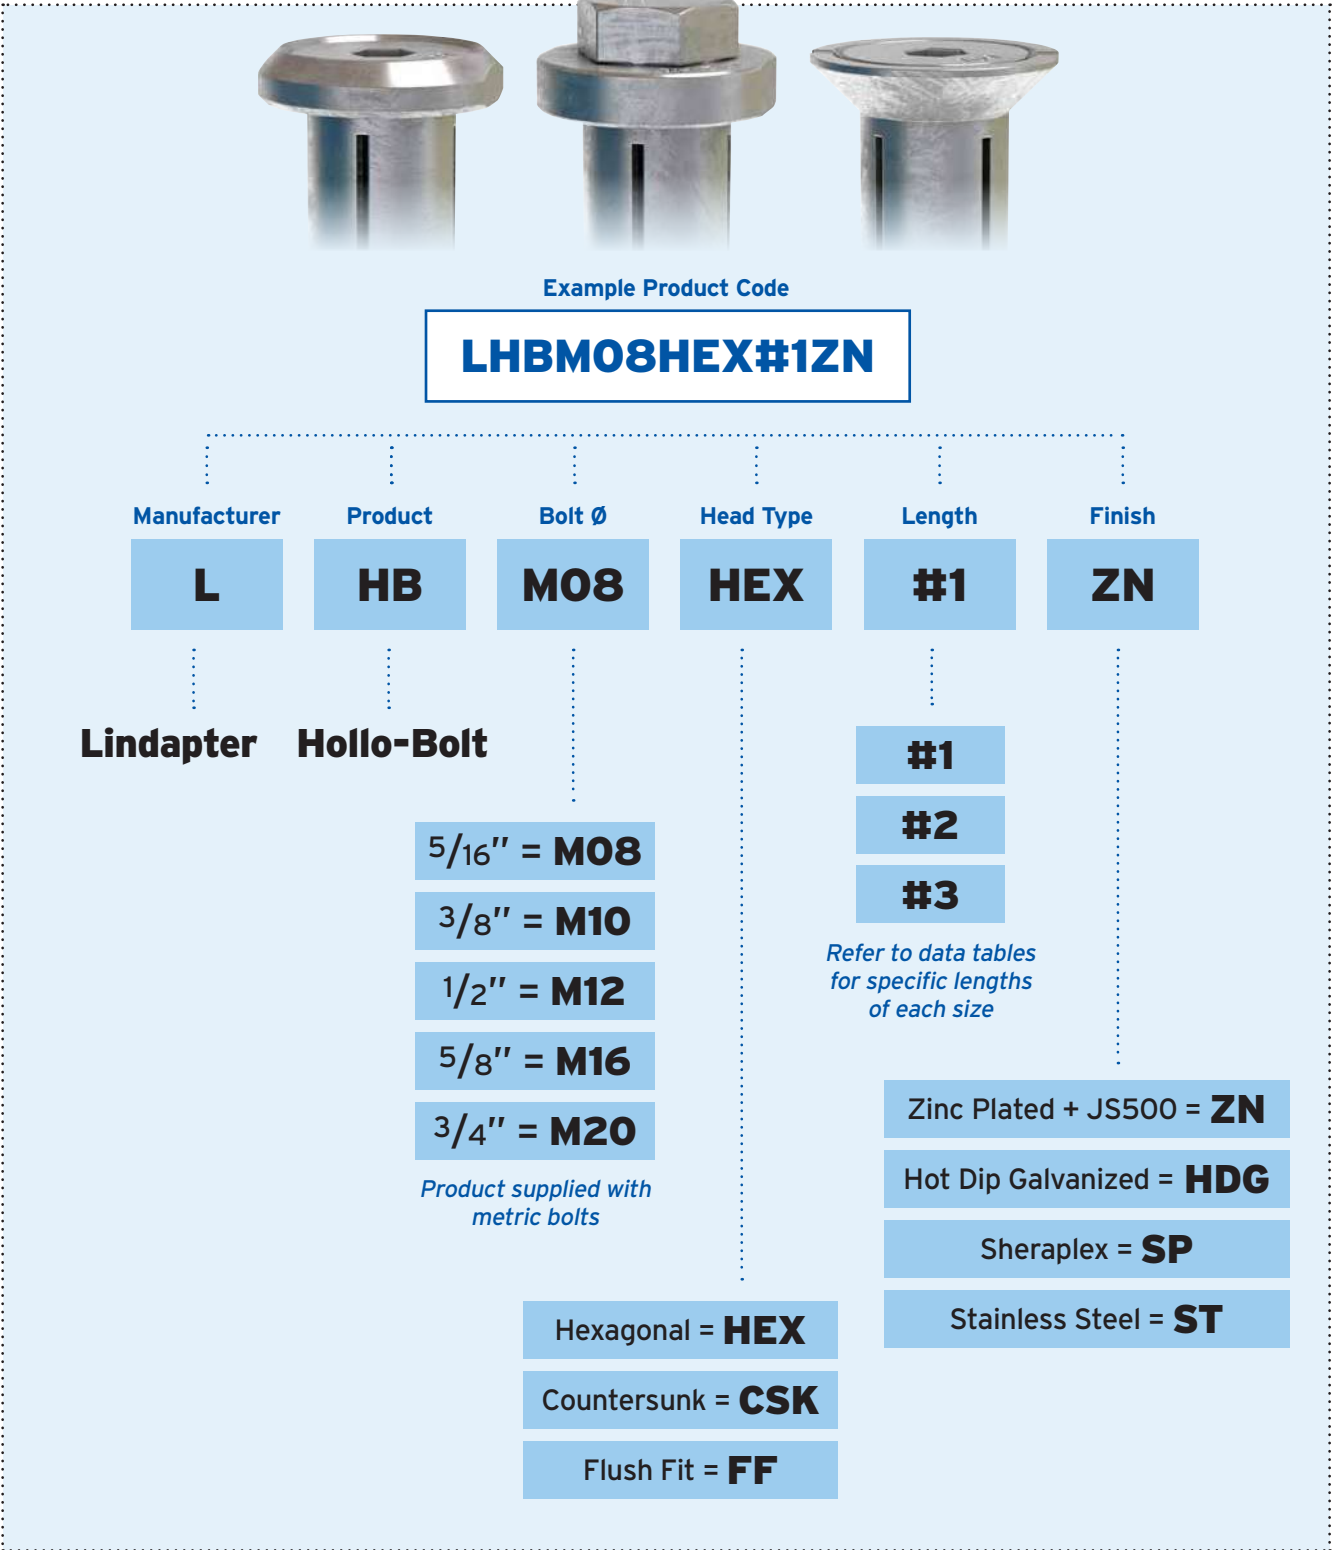 Example Product Code
LHBM08HEX#1ZN
Manufacturer
Product
Bolt Ø
Head Type
Length
Finish
L
HB
M08
HEX
#1
ZN
Lindapter
Hollo-Bolt
5/16″ = M08
3/8″ = M10
1/2″ = M12
5/8″ = M16
3/4″ = M20
Product supplied with
metric bolts
#1
#2
#3
Refer to data tables
for specific lengths
of each size
Zinc Plated + JS500 = ZN
Hot Dip Galvanized = HDG
Sheraplex = SP
Stainless Steel = ST
Hexagonal = HEX
Countersunk = CSK
Flush Fit = FF